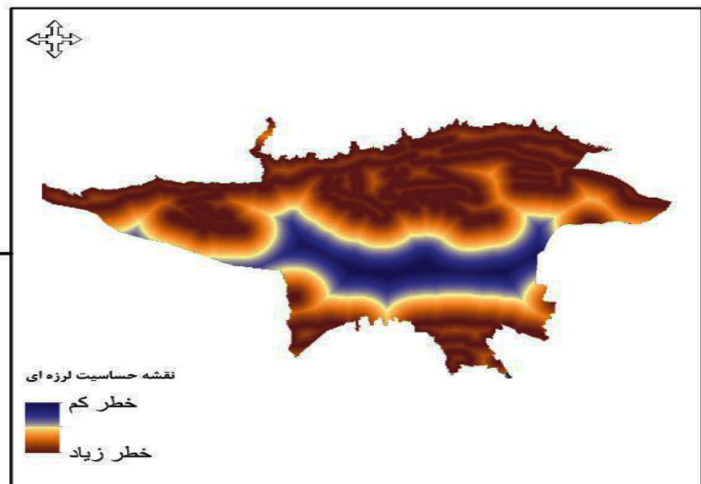 نقشه حساسیت لرزه ای
خطر کم
خطر زیاد